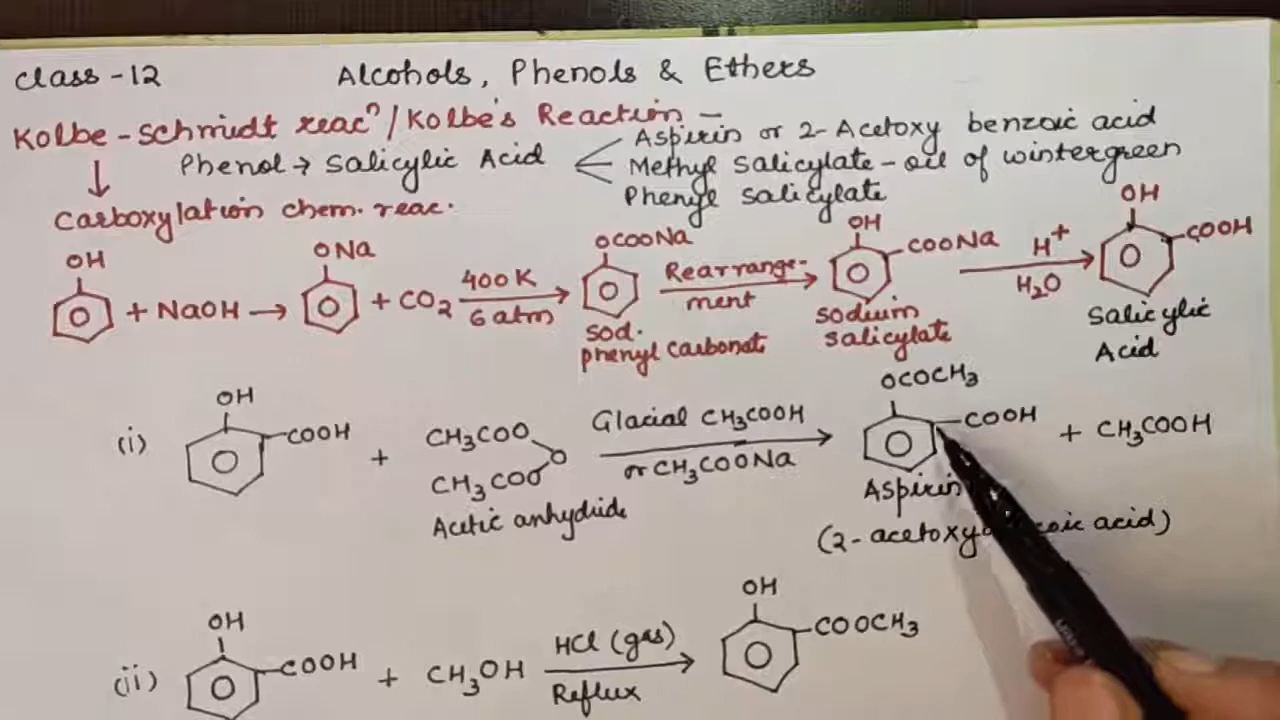 Class - 12 Alcohols, Phenols & Ethers
Kolbe - Schmidt reacⁿ / Kolbe's Reaction -
Aspirin or 2-Acetoxy benzoic acid
Phenol → Salicylic Acid
Methyl Salicylate - oil of wintergreen
Phenyl Salicylate
Carboxylation chem. reac.
OH ONa OCOONa OH COONa OH COOH
+ NaOH → + CO2 400K 6 atm Rearrange-ment H+ H2O
sod. phenyl carbonate
sodium salicylate
Salicylic Acid
OCOCH3
(i) OH COOH + CH3COO CH3COO O Glacial CH3COOH or CH3COONa COOH + CH3COOH
Acetic anhydride
Aspirin
(2-acetoxy acid)
(ii) OH COOH + CH3OH HCl (gas) Reflux OH COOCH3